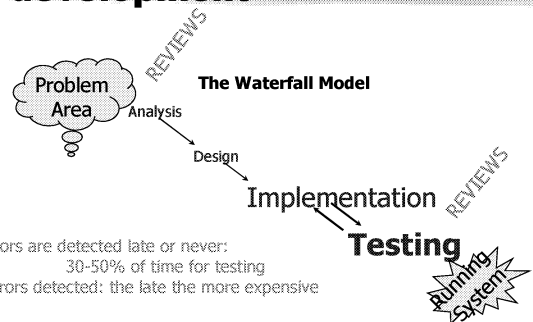 REVIEWS
The Waterfall Model
Problem
Area
Analysis
Design
Implementation
REVIEWS
Testing
ors are detected late or never:
30-50% of time for testing
rors detected: the late the more expensive
Running
System